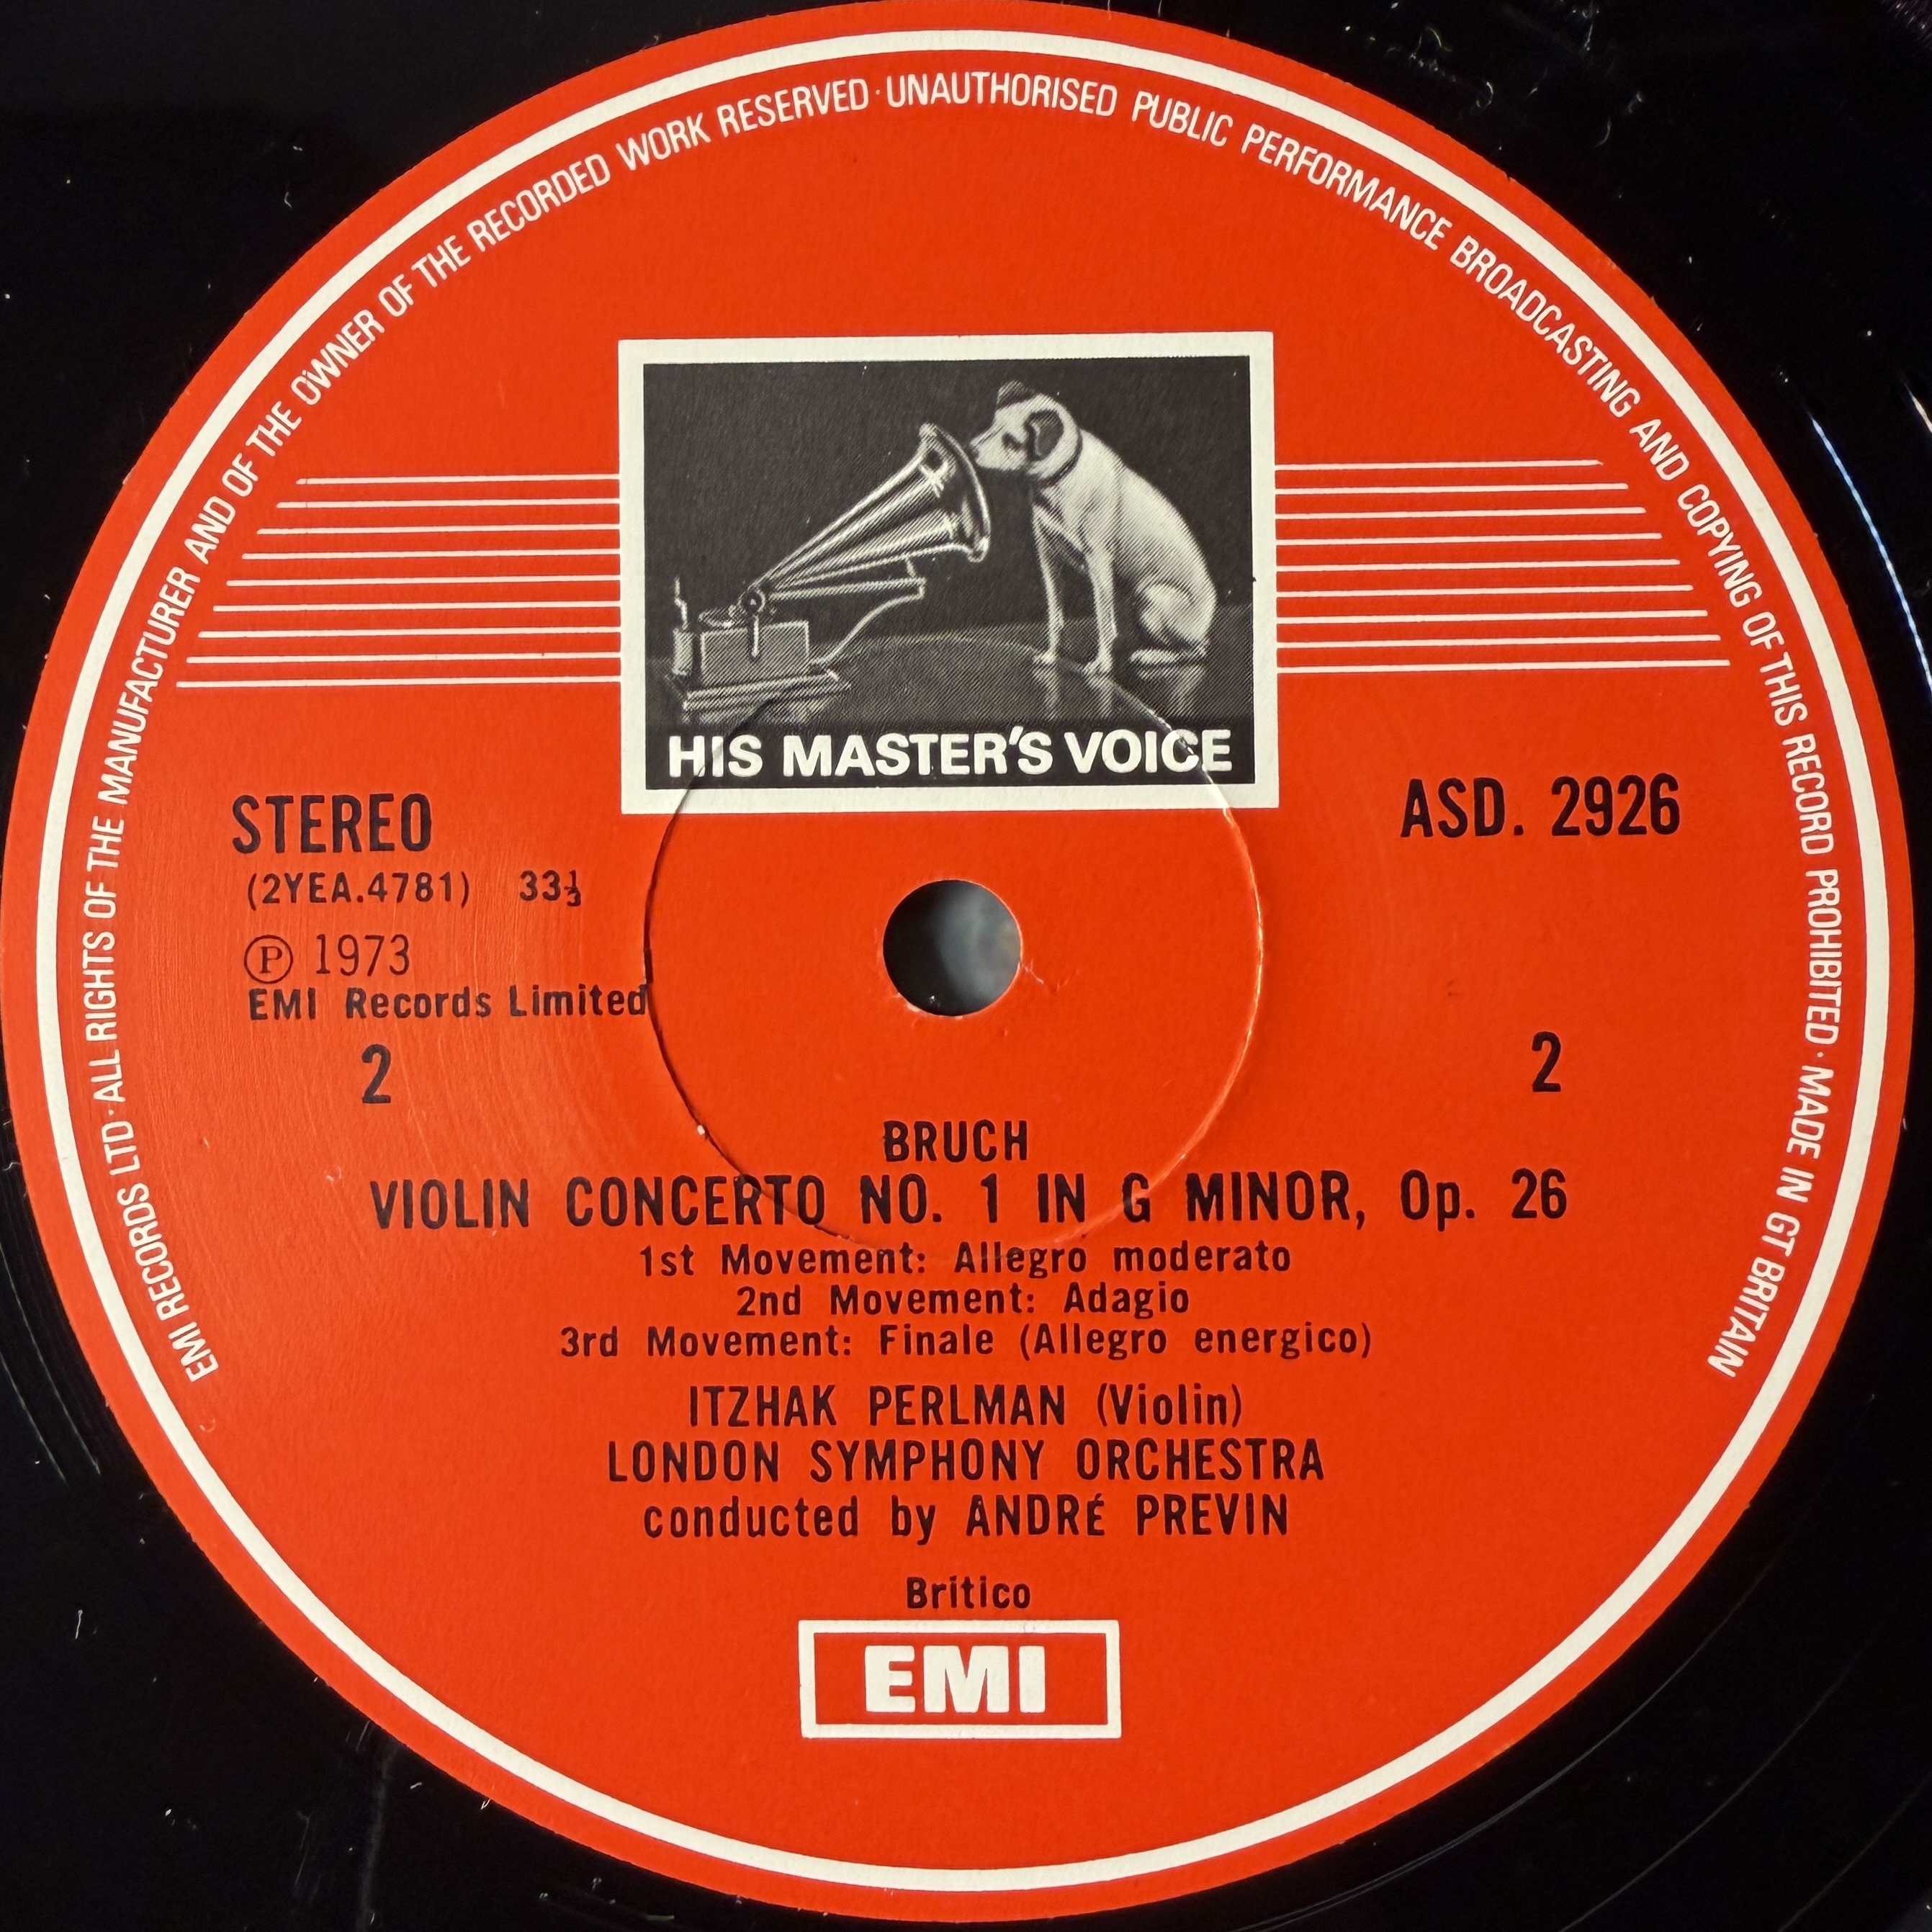 EMI RECORDS LTD · ALL RIGHTS OF THE MANUFACTURER AND OF THE OWNER OF THE RECORDED WORK RESERVED · UNAUTHORISED PUBLIC PERFORMANCE BROADCASTING AND COPYING OF THIS RECORD PROHIBITED · MADE IN GT BRITAIN
HIS MASTER'S VOICE
STEREO
ASD. 2926
(2YEA.4781) 33⅓
Ⓟ 1973
EMI Records Limited
2
2
BRUCH
VIOLIN CONCERTO NO. 1 IN G MINOR, Op. 26
1st Movement: Allegro moderato
2nd Movement: Adagio
3rd Movement: Finale (Allegro energico)
ITZHAK PERLMAN (Violin)
LONDON SYMPHONY ORCHESTRA
conducted by ANDRÉ PREVIN
Britico
EMI